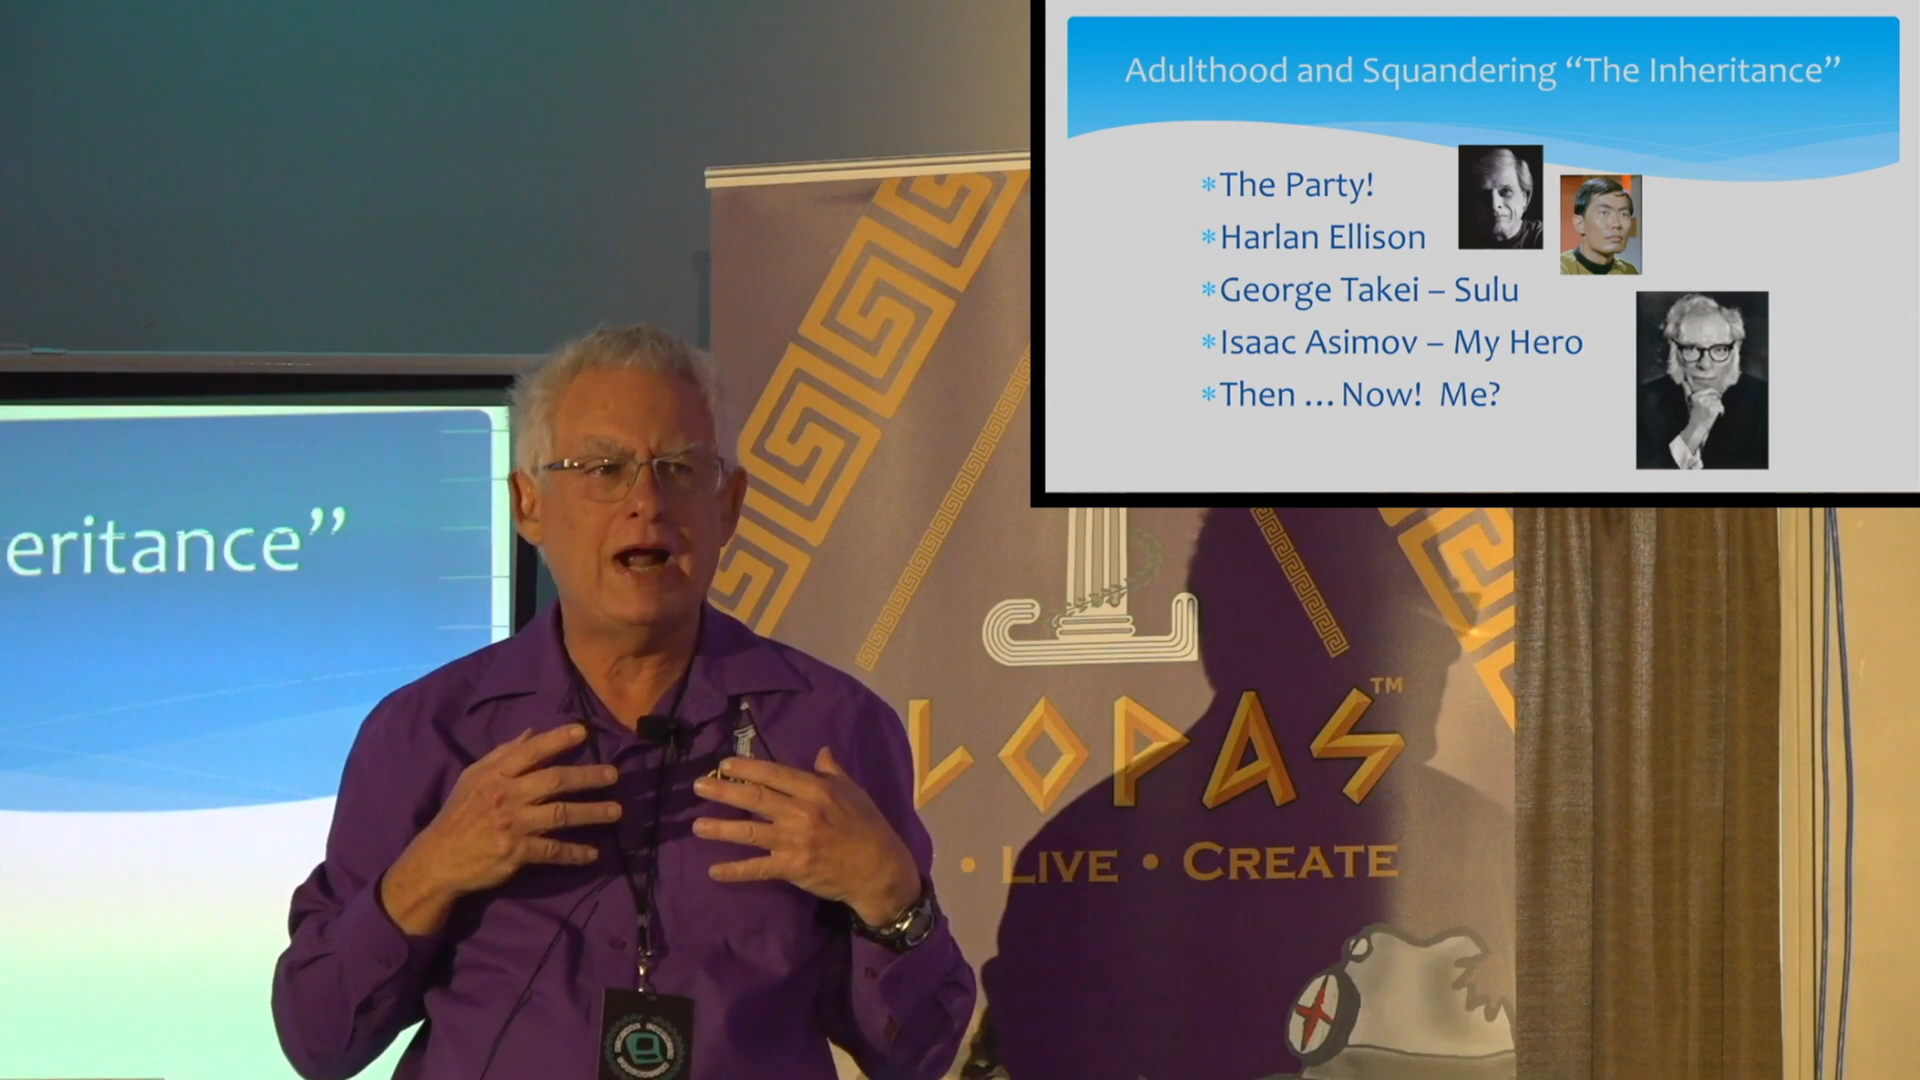 Adulthood and Squandering “The Inheritance”
*The Party!
*Harlan Ellison
*George Takei – Sulu
*Isaac Asimov – My Hero
*Then ... Now! Me?
eritance”
LOPAS™
• LIVE • CREATE